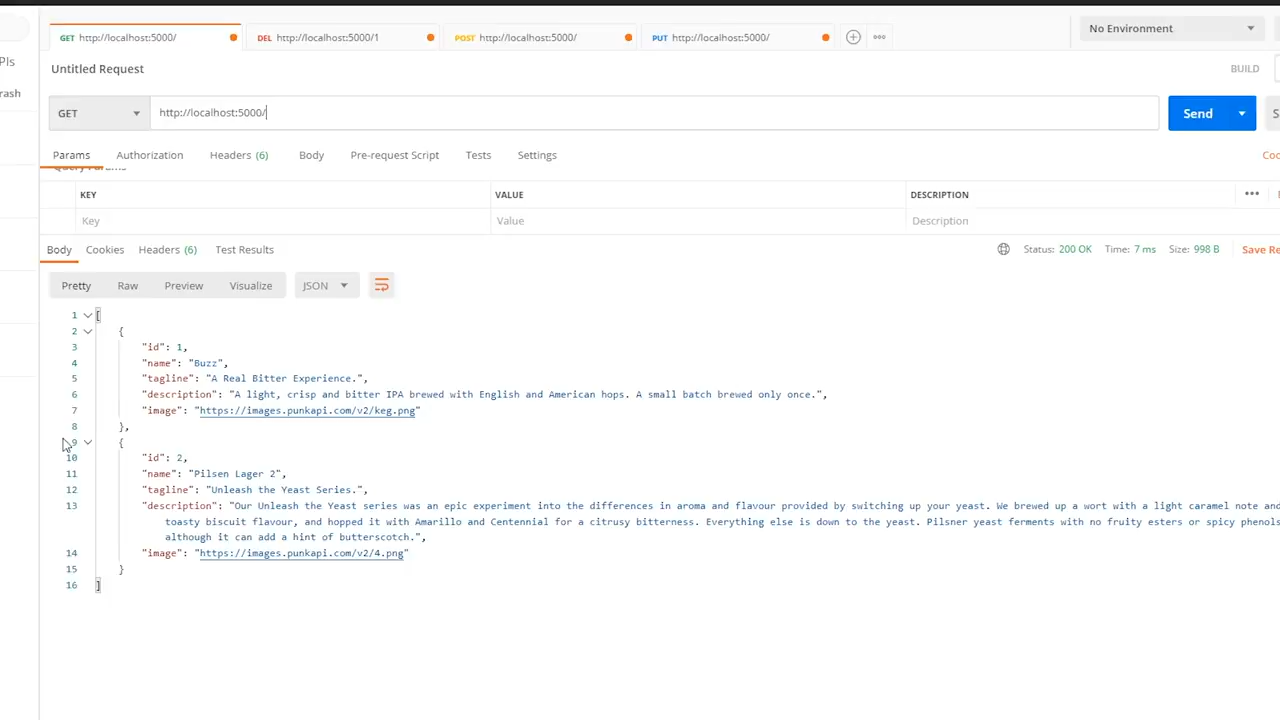 GET http://localhost:5000/ DEL http://localhost:5000/1 POST http://localhost:5000/ PUT http://localhost:5000/ No Environment
PIs
Untitled Request BUILD
rash
GET http://localhost:5000/ Send S
Params Authorization Headers (6) Body Pre-request Script Tests Settings Coo
Query Params
KEY VALUE DESCRIPTION
Key Value Description
Body Cookies Headers (6) Test Results Status: 200 OK Time: 7 ms Size: 998 B Save Re
Pretty Raw Preview Visualize JSON
1 [
2 {
3 "id": 1,
4 "name": "Buzz",
5 "tagline": "A Real Bitter Experience.",
6 "description": "A light, crisp and bitter IPA brewed with English and American hops. A small batch brewed only once.",
7 "image": "https://images.punkapi.com/v2/keg.png"
8 },
9 {
10 "id": 2,
11 "name": "Pilsen Lager 2",
12 "tagline": "Unleash the Yeast Series.",
13 "description": "Our Unleash the Yeast series was an epic experiment into the differences in aroma and flavour provided by switching up your yeast. We brewed up a wort with a light caramel note and
toasty biscuit flavour, and hopped it with Amarillo and Centennial for a citrusy bitterness. Everything else is down to the yeast. Pilsner yeast ferments with no fruity esters or spicy phenols
although it can add a hint of butterscotch.",
14 "image": "https://images.punkapi.com/v2/4.png"
15 }
16 ]